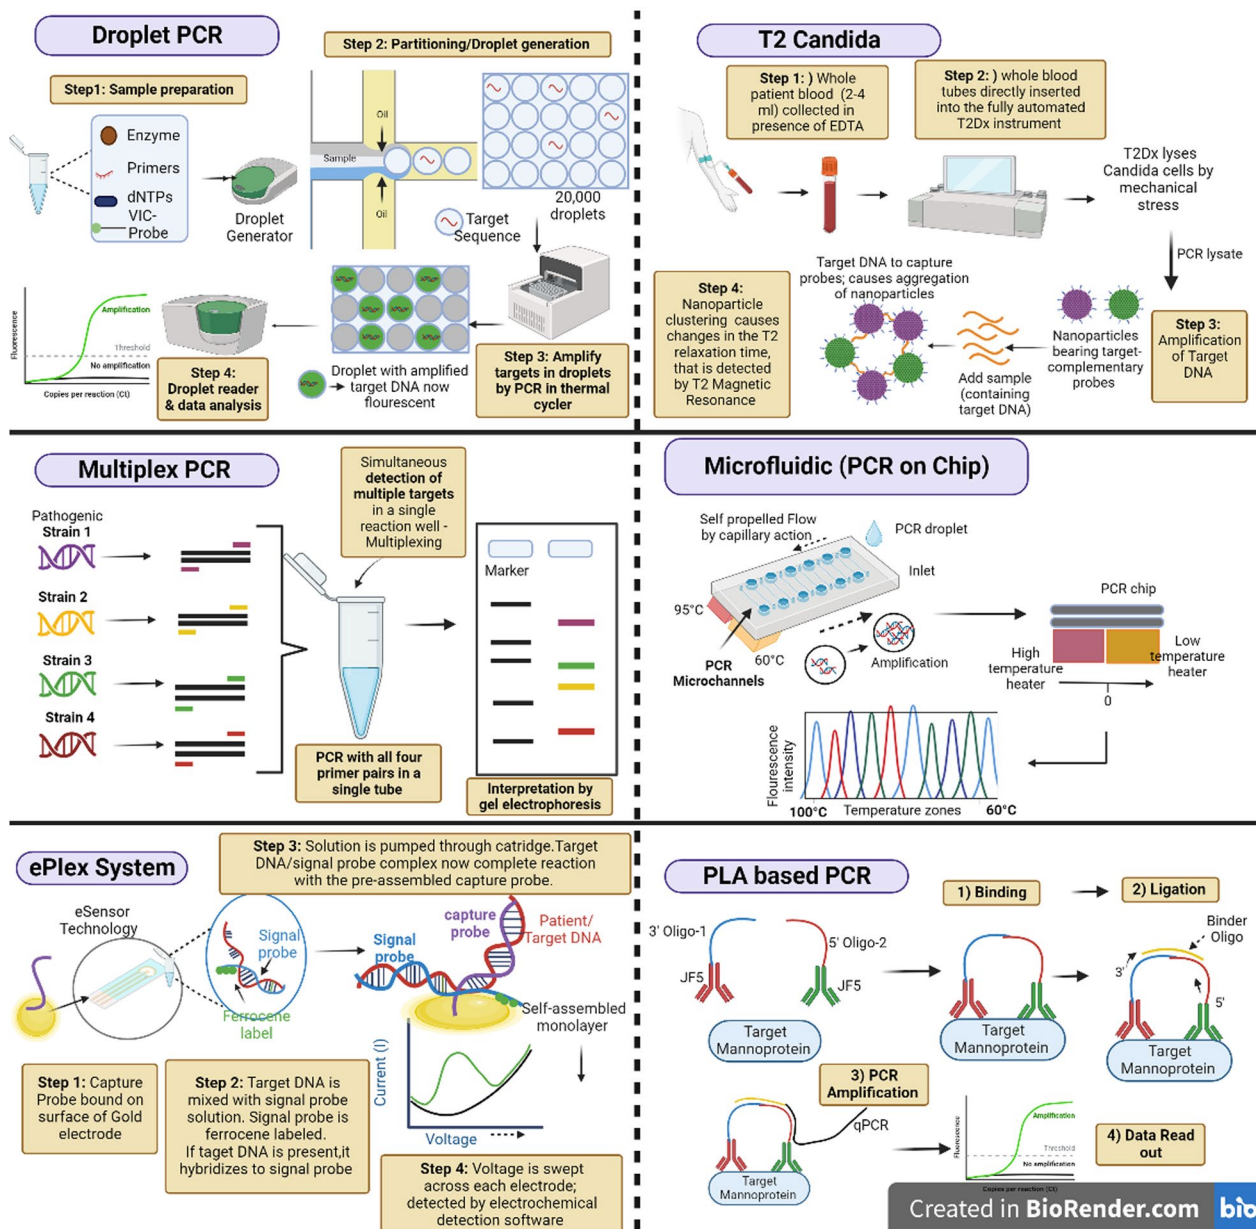 Droplet PCR
Step1: Sample preparation
Enzyme
Primers
dNTPs
VIC-
Probe
Droplet
Generator
Step 2: Partitioning/Droplet generation
Oil
Sample
Oil
Target
Sequence
20,000
droplets
Step 3: Amplify
targets in droplets
by PCR in thermal
cycler
Droplet with amplified
target DNA now
flourescent
Step 4:
Droplet reader
& data analysis
Fluorescence
Amplification
Threshold
No amplification
Copies per reaction (Ct)
T2 Candida
Step 1: ) Whole
patient blood (2-4
ml) collected in
presence of EDTA
Step 2: ) whole blood
tubes directly inserted
into the fully automated
T2Dx instrument
T2Dx lyses
Candida cells by
mechanical
stress
PCR lysate
Step 3:
Amplification
of Target
DNA
Nanoparticles
bearing target-
complementary
probes
Add sample
(containing
target DNA)
Target DNA to capture
probes; causes aggregation
of nanoparticles
Step 4:
Nanoparticle
clustering causes
changes in the T2
relaxation time,
that is detected
by T2 Magnetic
Resonance
Multiplex PCR
Pathogenic
Strain 1
Strain 2
Strain 3
Strain 4
Simultaneous
detection of
multiple targets
in a single
reaction well -
Multiplexing
PCR with all four
primer pairs in a
single tube
Marker
Interpretation by
gel electrophoresis
Microfluidic (PCR on Chip)
Self propelled Flow
by capillary action
PCR droplet
Inlet
95°C
60°C
PCR
Microchannels
Amplification
PCR chip
High
temperature
heater
Low
temperature
heater
0
Flourescence
intensity
100°C
Temperature zones
60°C
ePlex System
eSensor
Technology
Signal-
probe
Ferrocene
label
Step 1: Capture
Probe bound on
surface of Gold
electrode
Step 2: Target DNA is
mixed with signal probe
solution. Signal probe is
ferrocene labeled.
If taget DNA is present,it
hybridizes to signal probe
Step 3: Solution is pumped through catridge.Target
DNA/signal probe complex now complete reaction
with the pre-assembled capture probe.
capture
probe
Patient/
Target DNA
Signal
probe
Self-assembled
monolayer
Current (I)
Voltage
Step 4: Voltage is swept
across each electrode;
detected by electrochemical
detection software
PLA based PCR
3' Oligo-1
5' Oligo-2
JF5
JF5
Target
Mannoprotein
1) Binding
Target
Mannoprotein
2) Ligation
Binder
Oligo
3'
5'
Target
Mannoprotein
3) PCR
Amplification
qPCR
Target
Mannoprotein
Fluorescence
Amplification
Threshold
No amplification
Copies per reaction (Ct)
4) Data Read
out
Created in BioRender.com
bio